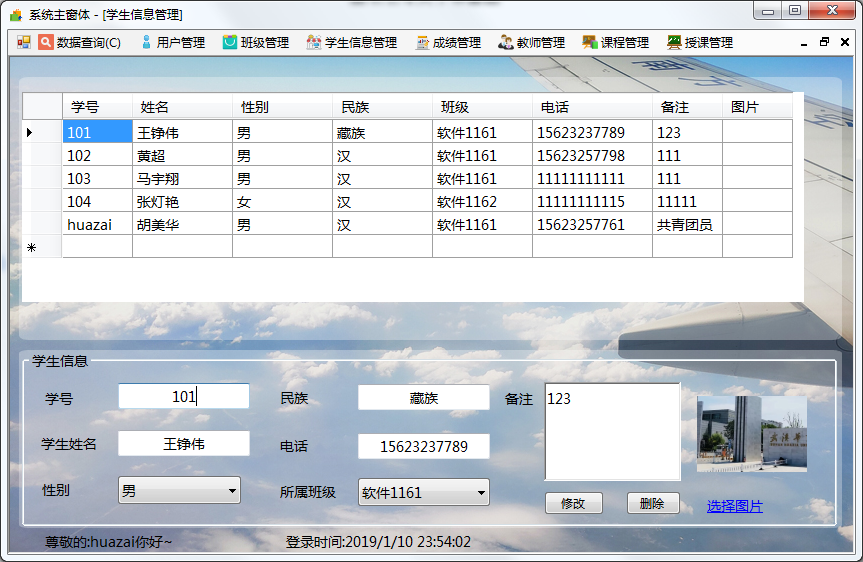 系统主窗体 - [学生信息管理]
数据查询(C) 用户管理 班级管理 学生信息管理 成绩管理 教师管理 课程管理 授课管理
学号 姓名 性别 民族 班级 电话 备注 图片
101 王铮伟 男 藏族 软件1161 15623237789 123
102 黄超 男 汉 软件1161 15623257798 111
103 马宇翔 男 汉 软件1161 11111111111 111
104 张灯艳 女 汉 软件1162 11111111115 11111
huazai 胡美华 男 汉 软件1161 15623257761 共青团员
学生信息
学号 101 民族 藏族 备注 123
学生姓名 王铮伟 电话 15623237789
性别 男 所属班级 软件1161
修改 删除 选择图片
尊敬的:huazai你好~ 登录时间:2019/1/10 23:54:02